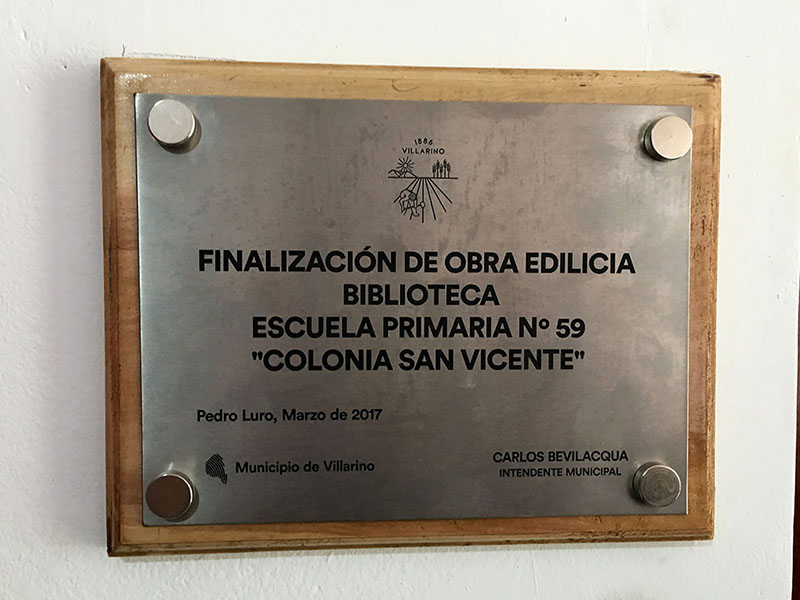 1886
VILLARINO
FINALIZACIÓN DE OBRA EDILICIA
BIBLIOTECA
ESCUELA PRIMARIA Nº 59
"COLONIA SAN VICENTE"
Pedro Luro, Marzo de 2017
Municipio de Villarino
CARLOS BEVILACQUA
INTENDENTE MUNICIPAL